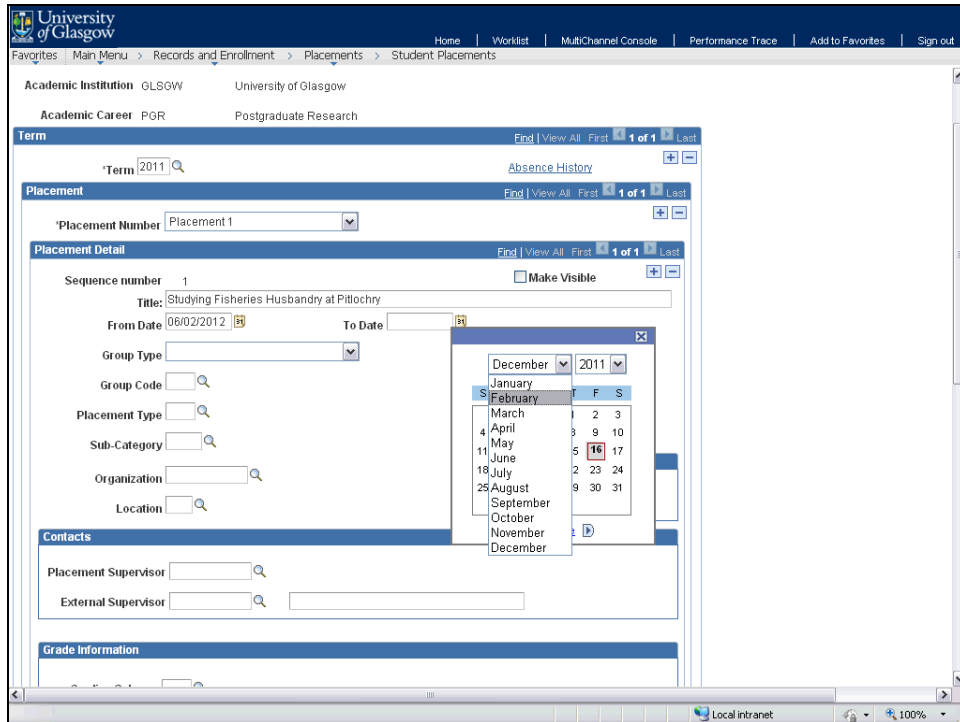 University
of Glasgow
Home | Worklist | MultiChannel Console | Performance Trace | Add to Favorites | Sign out
Favorites Main Menu > Records and Enrollment > Placements > Student Placements
Academic Institution GLSGW University of Glasgow
Academic Career PGR Postgraduate Research
Term Find | View All First 1 of 1 Last
*Term 2011 Absence History
Placement Find | View All First 1 of 1 Last
*Placement Number Placement 1
Placement Detail Find | View All First 1 of 1 Last
Sequence number 1 Make Visible
Title: Studying Fisheries Husbandry at Pitlochry
From Date 06/02/2012 31 To Date 31
Group Type
December 2011
Group Code
January
S February T F S
Placement Type
March 1 2 3
4 April 8 9 10
Sub-Category
11 May 15 16 17
June
Organization
18 July 22 23 24
25 August 29 30 31
September
Location
October
Contacts
November
December
Placement Supervisor
External Supervisor
Grade Information
Local intranet 100%